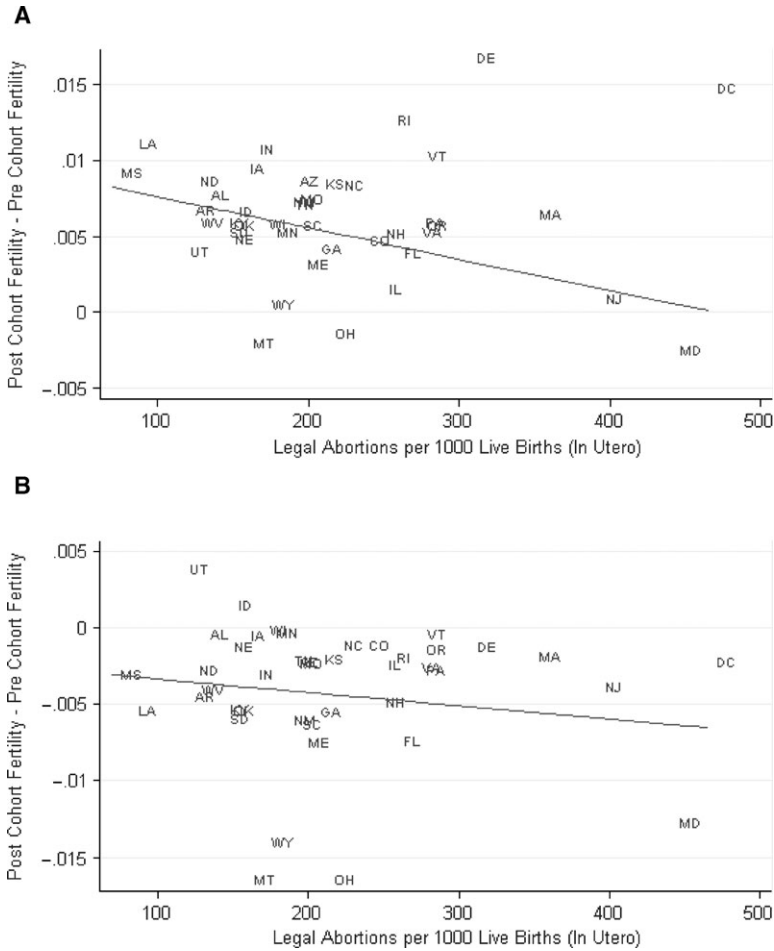 A
Post Cohort Fertility - Pre Cohort Fertility
.015
.01
.005
0
-.005
DE
DC
RI
LA
IN
VT
IA
MS
ND
AZ
KS
NC
AL
MO
AR
ID
MA
WV
WI
SC
PA
OR
VA
MN
NH
NE
CO
UT
GA
FL
ME
IL
WY
NJ
OH
MT
MD
100 200 300 400 500
Legal Abortions per 1000 Live Births (In Utero)
B
Post Cohort Fertility - Pre Cohort Fertility
.005
0
-.005
-.01
-.015
UT
ID
WI
MN
AL
IA
VT
NE
NC
CO
OR
DE
KS
RI
MA
MO
IL
VA
PA
DC
MS
ND
IN
WV
AR
NJ
NH
LA
OK
SD
GA
NM
SC
ME
FL
MD
WY
MT
OH
100 200 300 400 500
Legal Abortions per 1000 Live Births (In Utero)